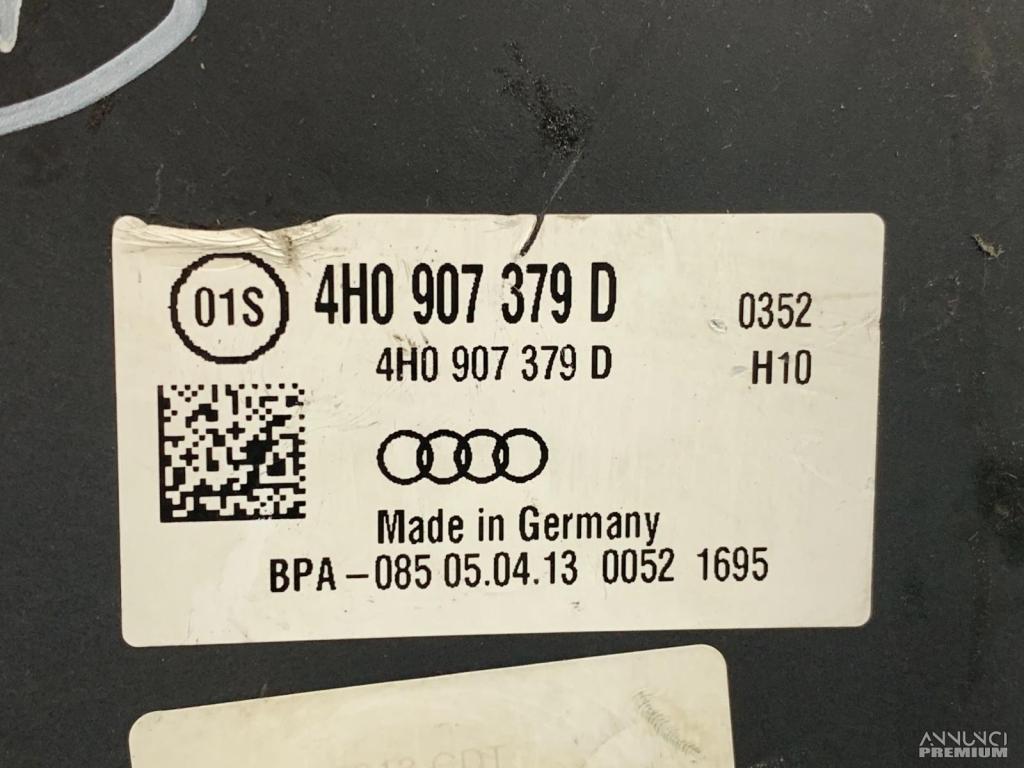 01S 4H0 907 379 D 0352
4H0 907 379 D H10
Made in Germany
BPA-085 05.04.13 0052 1695
ANNUNCI
PREMIUM